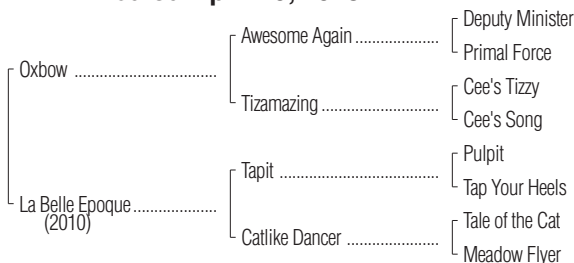 Deputy Minister
Awesome Again
Primal Force
Oxbow
Cee's Tizzy
Tizamazing
Cee's Song
Pulpit
Tapit
Tap Your Heels
La Belle Epoque
(2010)
Tale of the Cat
Catlike Dancer
Meadow Flyer